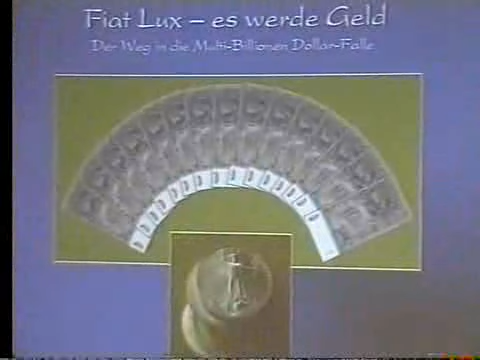 Fiat Lux – es werde Geld
Der Weg in die Multi-Billionen Dollar-Falle